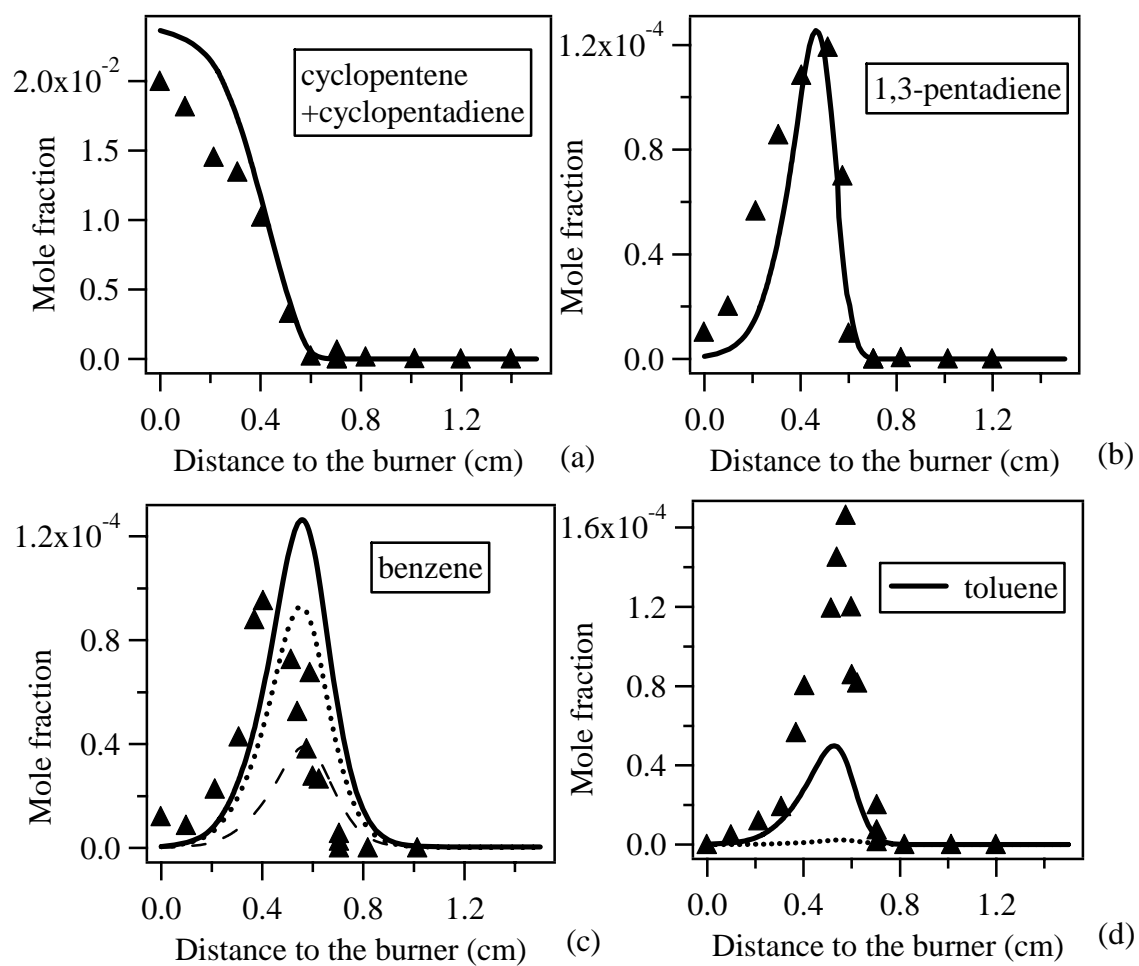 2.0x10-2
1.5
1.0
0.5
0.0
Mole fraction
cyclopentene
+cyclopentadiene
0.0 0.4 0.8 1.2
Distance to the burner (cm) (a)
1.2x10-4
0.8
0.4
0.0
Mole fraction
1,3-pentadiene
0.0 0.4 0.8 1.2
Distance to the burner (cm) (b)
1.2x10-4
0.8
0.4
0.0
Mole fraction
benzene
0.0 0.4 0.8 1.2
Distance to the burner (cm) (c)
1.6x10-4
1.2
0.8
0.4
0.0
Mole fraction
toluene
0.0 0.4 0.8 1.2
Distance to the burner (cm) (d)